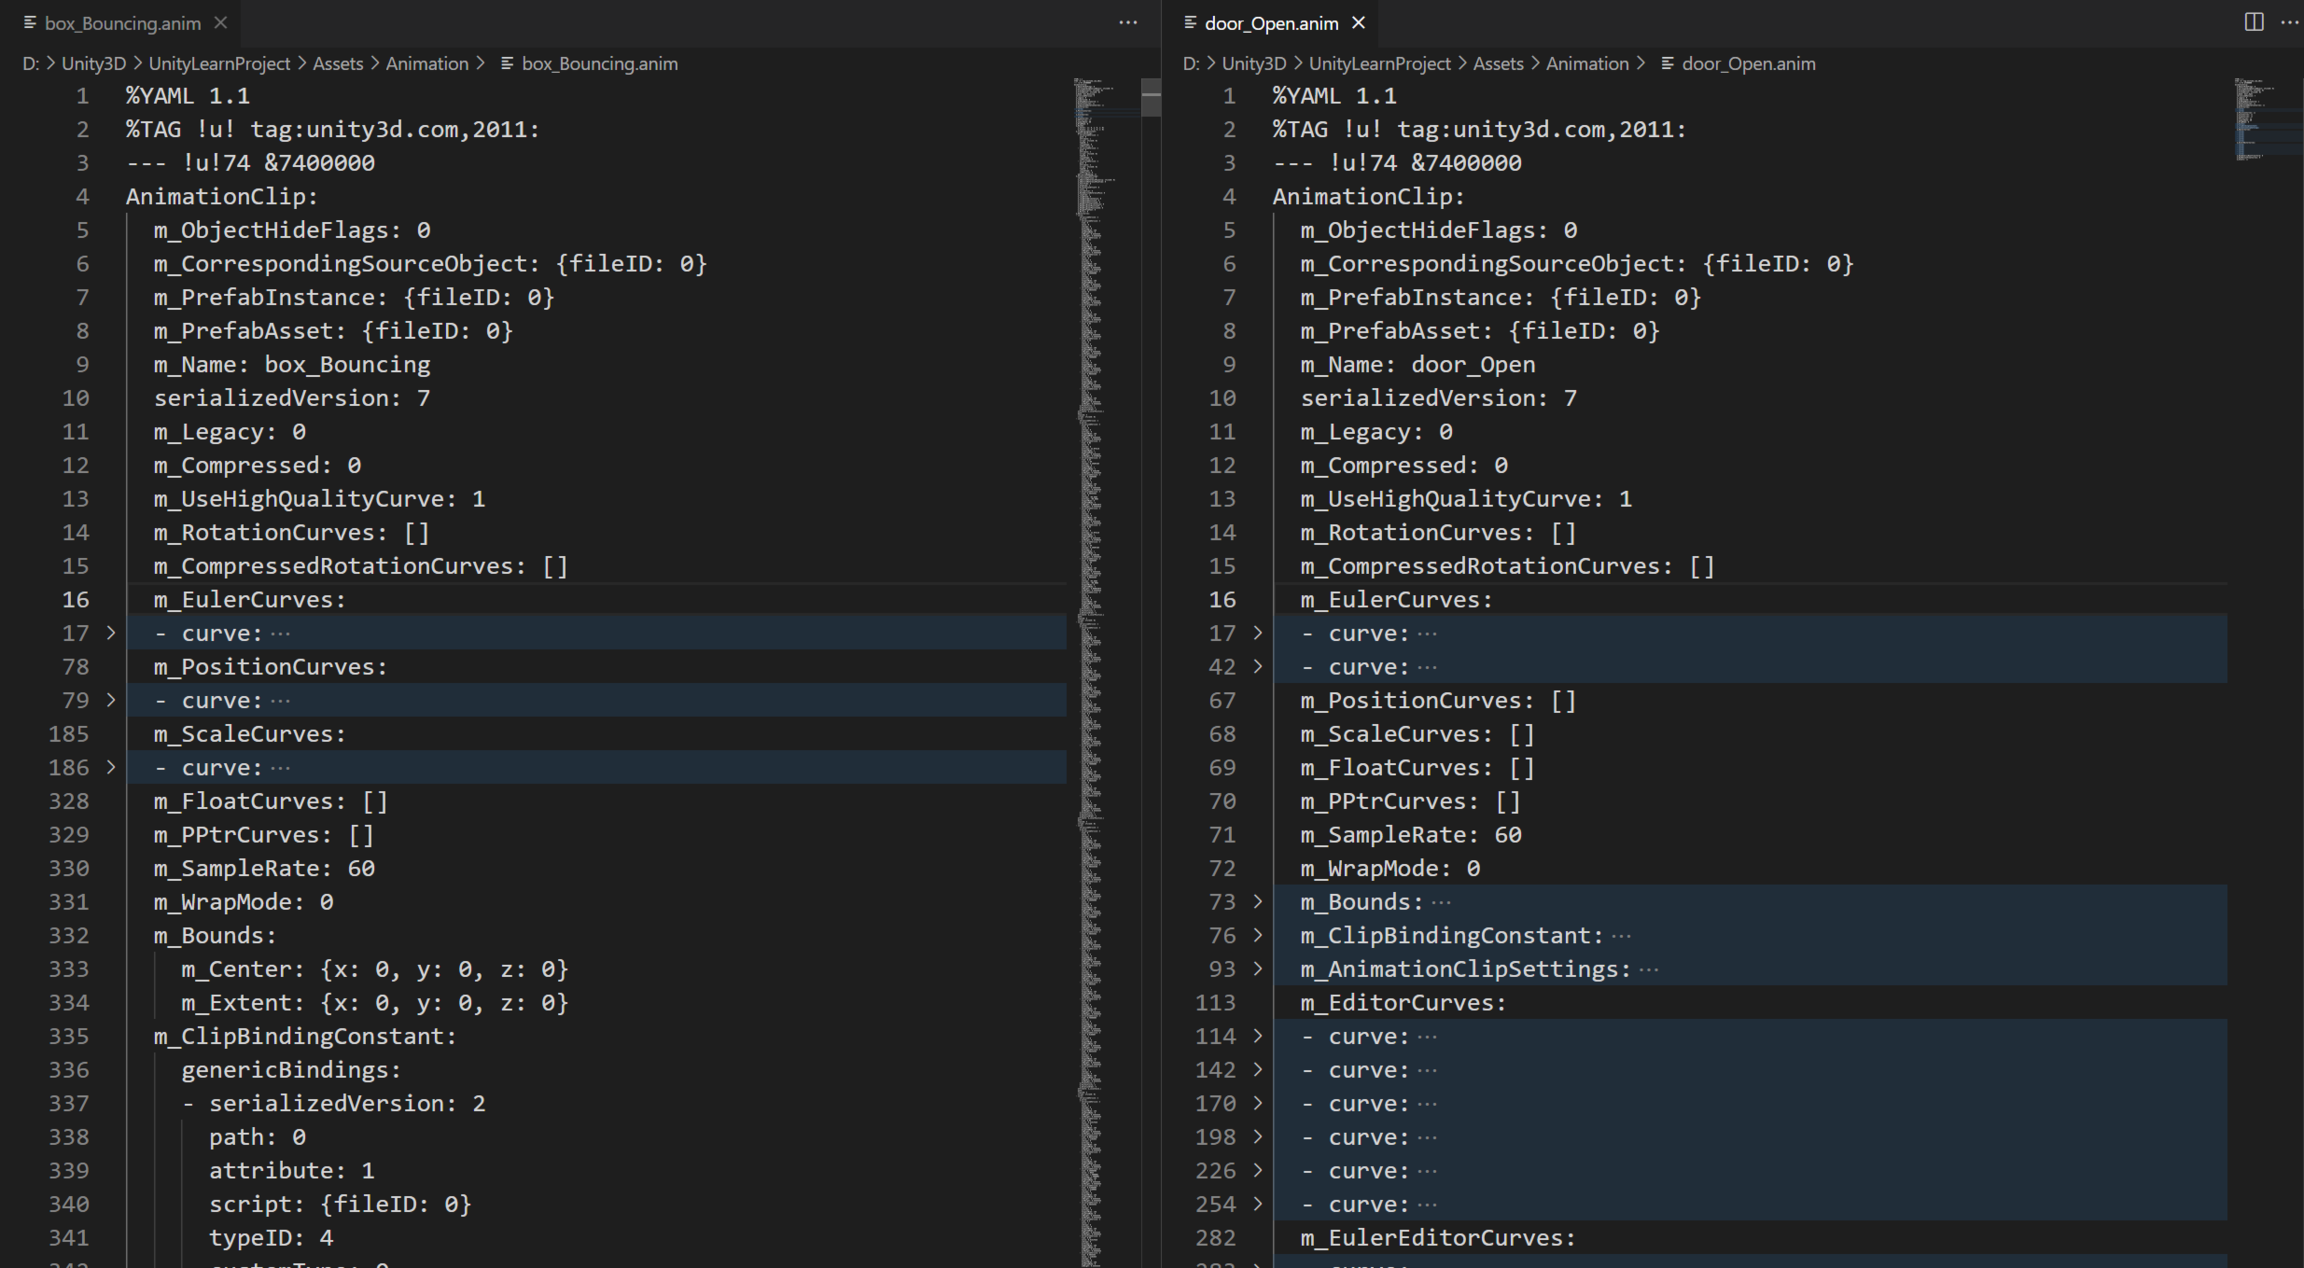 box_Bouncing.anim
D: > Unity3D > UnityLearnProject > Assets > Animation > box_Bouncing.anim
1 %YAML 1.1
2 %TAG !u! tag:unity3d.com,2011:
3 --- !u!74 &7400000
4 AnimationClip:
5 m_ObjectHideFlags: 0
6 m_CorrespondingSourceObject: {fileID: 0}
7 m_PrefabInstance: {fileID: 0}
8 m_PrefabAsset: {fileID: 0}
9 m_Name: box_Bouncing
10 serializedVersion: 7
11 m_Legacy: 0
12 m_Compressed: 0
13 m_UseHighQualityCurve: 1
14 m_RotationCurves: []
15 m_CompressedRotationCurves: []
16 m_EulerCurves:
17 > - curve: ···
78 m_PositionCurves:
79 > - curve: ···
185 m_ScaleCurves:
186 > - curve: ···
328 m_FloatCurves: []
329 m_PPtrCurves: []
330 m_SampleRate: 60
331 m_WrapMode: 0
332 m_Bounds:
333 m_Center: {x: 0, y: 0, z: 0}
334 m_Extent: {x: 0, y: 0, z: 0}
335 m_ClipBindingConstant:
336 genericBindings:
337 - serializedVersion: 2
338 path: 0
339 attribute: 1
340 script: {fileID: 0}
341 typeID: 4
door_Open.anim
D: > Unity3D > UnityLearnProject > Assets > Animation > door_Open.anim
1 %YAML 1.1
2 %TAG !u! tag:unity3d.com,2011:
3 --- !u!74 &7400000
4 AnimationClip:
5 m_ObjectHideFlags: 0
6 m_CorrespondingSourceObject: {fileID: 0}
7 m_PrefabInstance: {fileID: 0}
8 m_PrefabAsset: {fileID: 0}
9 m_Name: door_Open
10 serializedVersion: 7
11 m_Legacy: 0
12 m_Compressed: 0
13 m_UseHighQualityCurve: 1
14 m_RotationCurves: []
15 m_CompressedRotationCurves: []
16 m_EulerCurves:
17 > - curve: ···
42 > - curve: ···
67 m_PositionCurves: []
68 m_ScaleCurves: []
69 m_FloatCurves: []
70 m_PPtrCurves: []
71 m_SampleRate: 60
72 m_WrapMode: 0
73 > m_Bounds: ···
76 > m_ClipBindingConstant: ···
93 > m_AnimationClipSettings: ···
113 m_EditorCurves:
114 > - curve: ···
142 > - curve: ···
170 > - curve: ···
198 > - curve: ···
226 > - curve: ···
254 > - curve: ···
282 m_EulerEditorCurves: